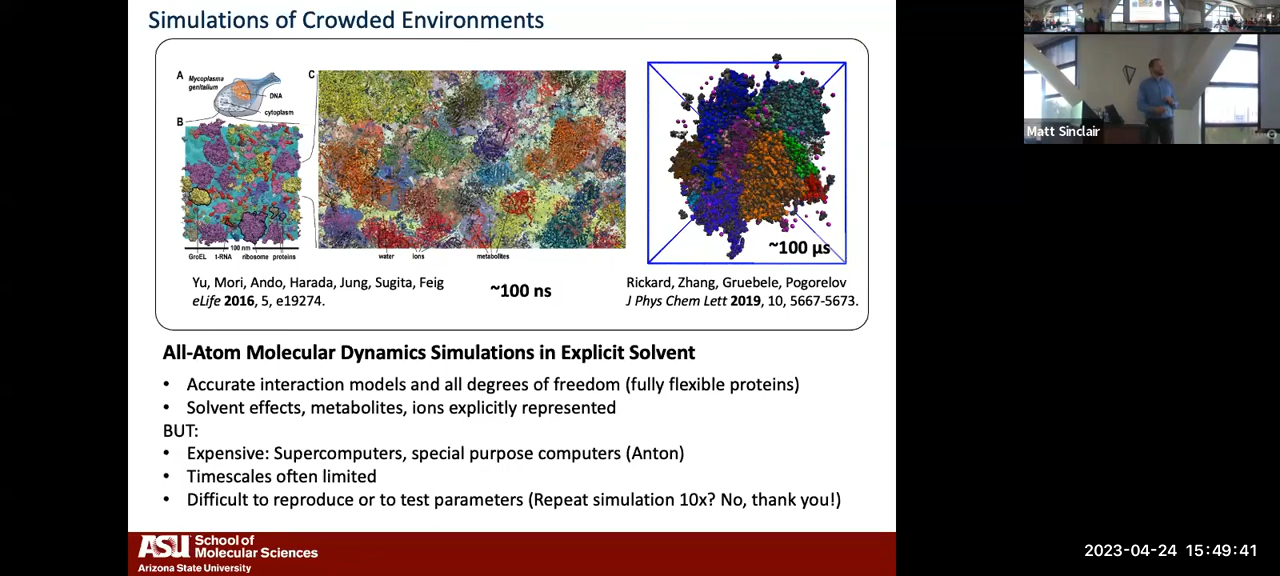 Simulations of Crowded Environments
A
Mycoplasma
genitalium
DNA
cytoplasm
B
C
100 nm
GroEL t-RNA ribosome proteins
water ions metabolites
~100 µs
Yu, Mori, Ando, Harada, Jung, Sugita, Feig
eLife 2016, 5, e19274.
~100 ns
Rickard, Zhang, Gruebele, Pogorelov
J Phys Chem Lett 2019, 10, 5667-5673.
All-Atom Molecular Dynamics Simulations in Explicit Solvent
• Accurate interaction models and all degrees of freedom (fully flexible proteins)
• Solvent effects, metabolites, ions explicitly represented
BUT:
• Expensive: Supercomputers, special purpose computers (Anton)
• Timescales often limited
• Difficult to reproduce or to test parameters (Repeat simulation 10x? No, thank you!)
ASU School of
Molecular Sciences
Arizona State University
Matt Sinclair
2023-04-24 15:49:41